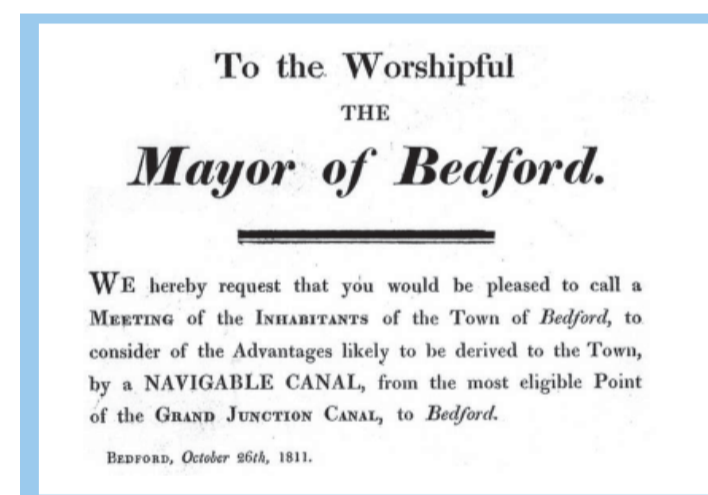 To the Worshipful
THE
Mayor of Bedford.
WE hereby request that you would be pleased to call a
MEETING of the INHABITANTS of the Town of Bedford, to
consider of the Advantages likely to be derived to the Town,
by a NAVIGABLE CANAL, from the most eligible Point
of the GRAND JUNCTION CANAL, to Bedford.
BEDFORD, October 26th, 1811.